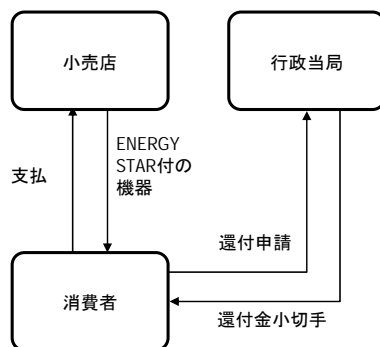 小売店
行政当局
ENERGY
STAR付の
機器
支払
還付申請
消費者
還付金小切手